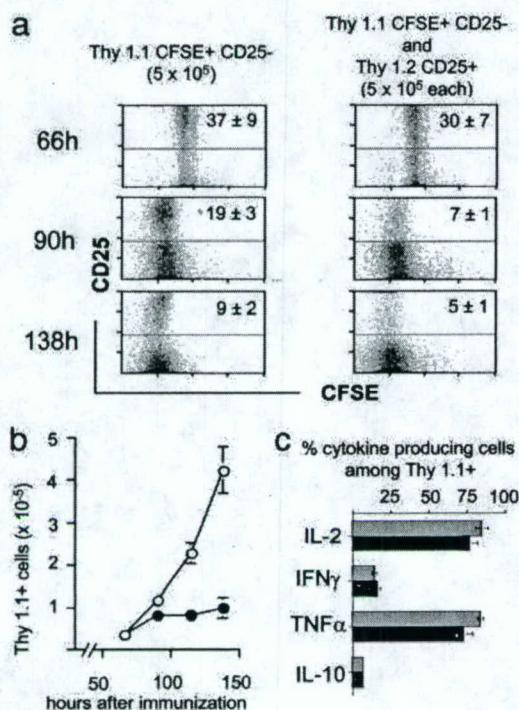 a
Thy 1.1 CFSE+ CD25-
(5 x 10⁵)
Thy 1.1 CFSE+ CD25-
and
Thy 1.2 CD25+
(5 x 10⁵ each)
66h
37 ± 9
30 ± 7
90h
19 ± 3
7 ± 1
138h
9 ± 2
5 ± 1
CD25
CFSE
b
Thy 1.1+ cells (x 10⁻⁵)
5
4
3
2
1
50
100
150
hours after immunization
c
% cytokine producing cells
among Thy 1.1+
25
50
75
100
IL-2
IFNγ
TNFα
IL-10